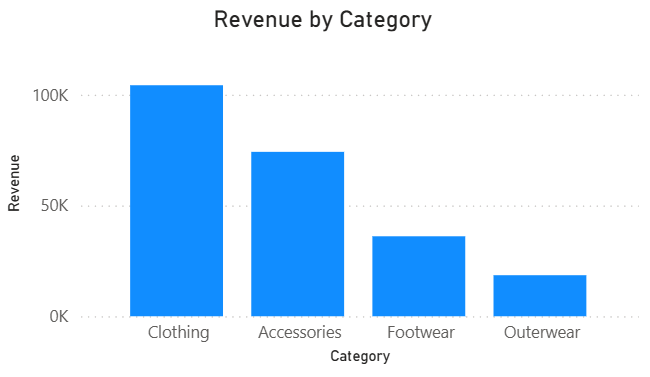 Revenue by Category
Revenue
100K
50K
0K
Clothing Accessories Footwear Outerwear
Category